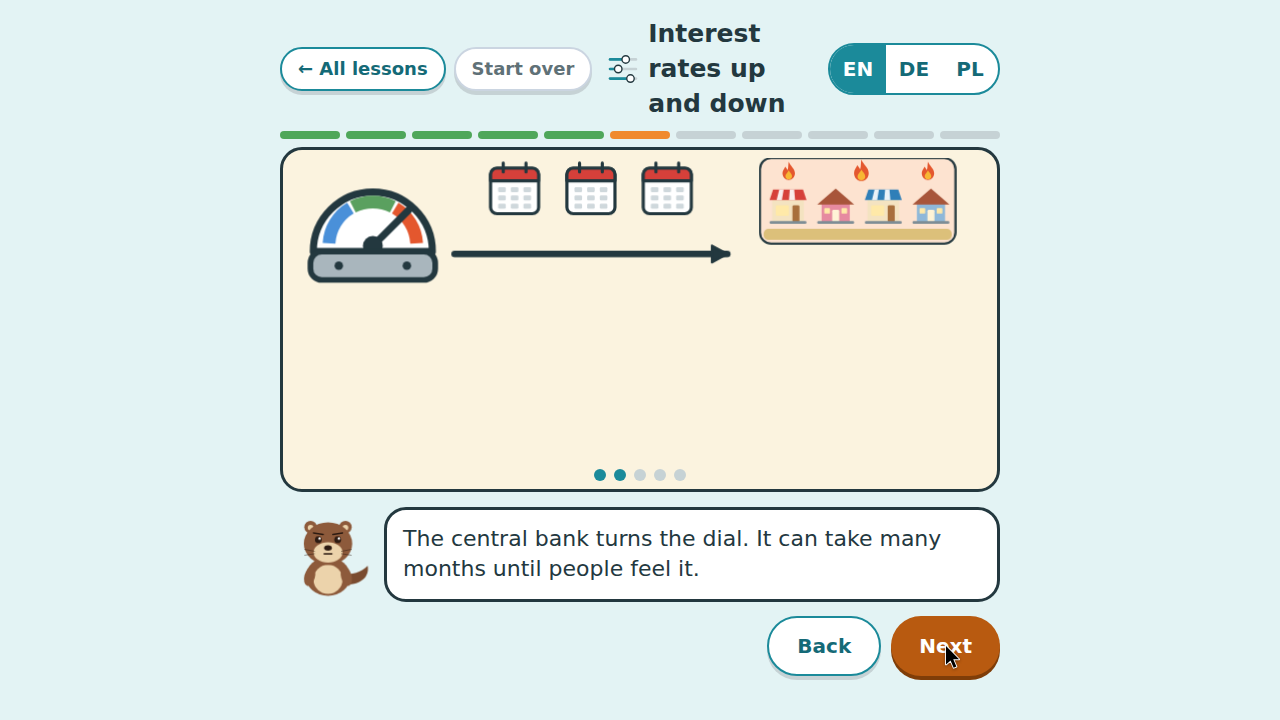 ← All lessons
Start over
Interest
rates up
and down
EN
DE
PL
The central bank turns the dial. It can take many
months until people feel it.
Back
Next